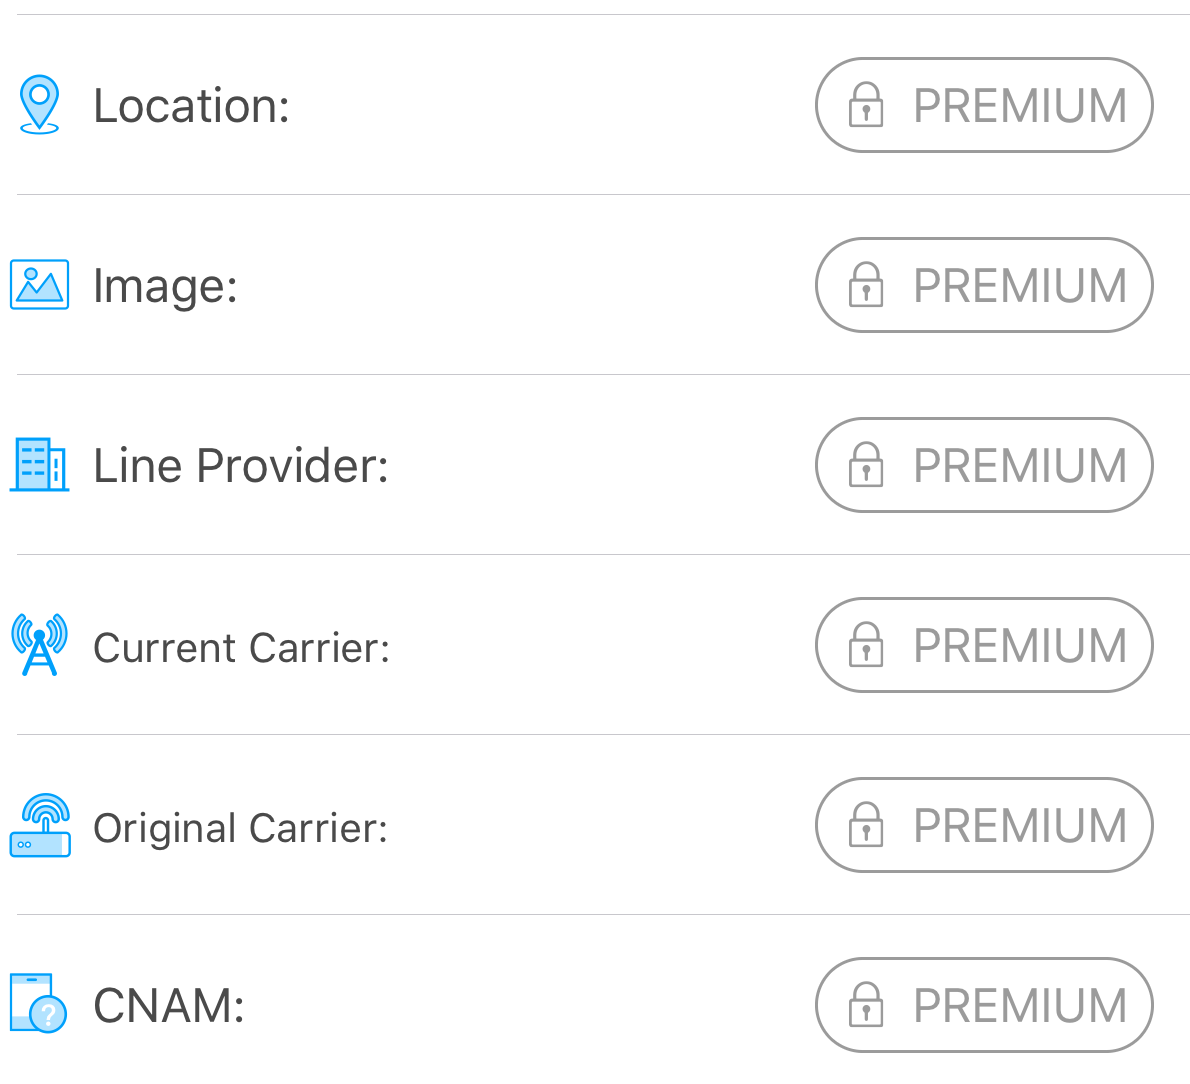 Location: PREMIUM
Image: PREMIUM
Line Provider: PREMIUM
Current Carrier: PREMIUM
Original Carrier: PREMIUM
CNAM: PREMIUM
?